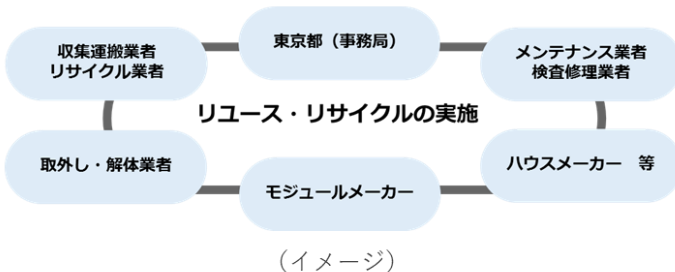 東京都（事務局）
収集運搬業者
リサイクル業者
メンテナンス業者
検査修理業者
リユース・リサイクルの実施
取外し・解体業者
ハウスメーカー　等
モジュールメーカー
（イメージ）